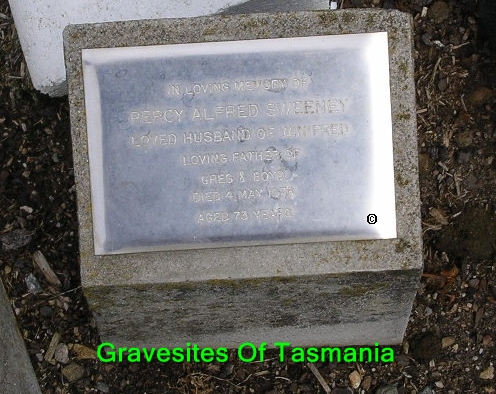 IN LOVING MEMORY OF
PERCY ALFRED SWEENEY
LOVED HUSBAND OF WINIFRED
LOVING FATHER OF
GREG &
DIED 4 MAY
AGED 73 YEARS
©
Gravesites Of Tasmania